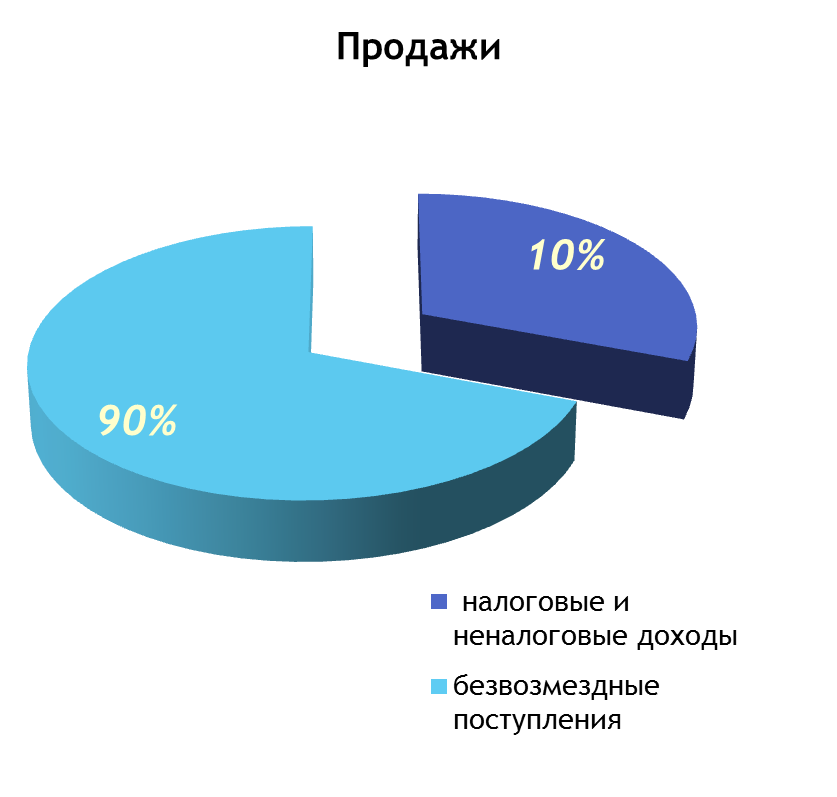 Продажи
10%
90%
налоговые и
неналоговые доходы
безвозмездные
поступления